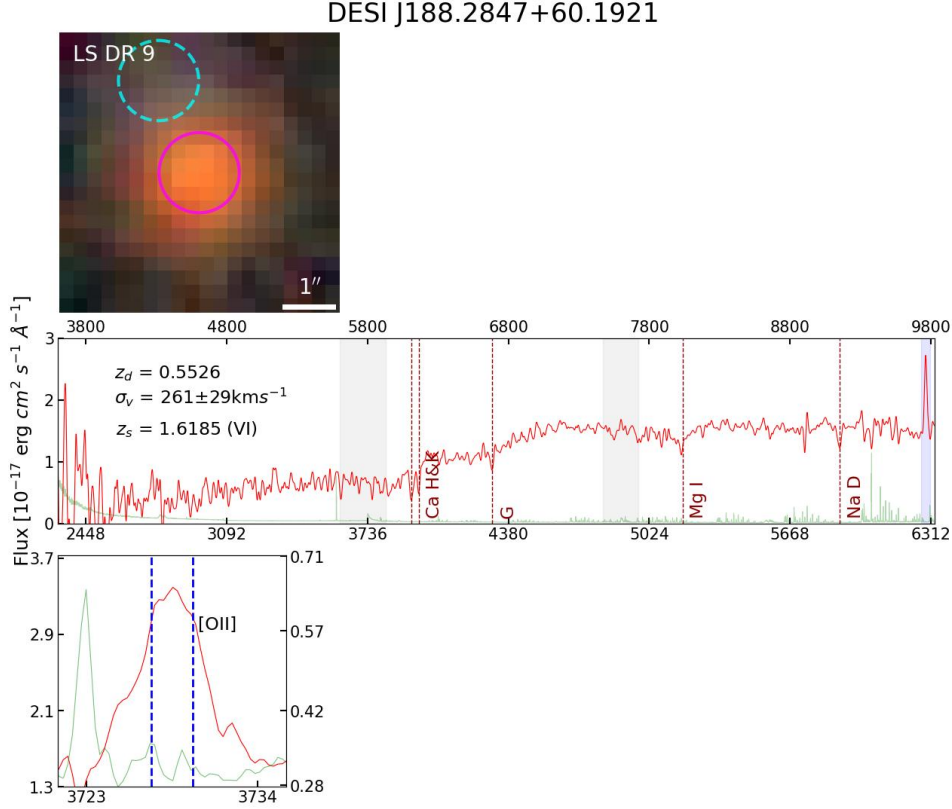 DESI J188.2847+60.1921
LS DR 9
1″
3800 4800 5800 6800 7800 8800 9800
Flux [10⁻¹⁷ erg cm² s⁻¹ Å⁻¹]
3
2
1
0
z_d = 0.5526
σ_v = 261±29kms⁻¹
z_s = 1.6185 (VI)
Ca H&K
G
Mg I
Na D
2448 3092 3736 4380 5024 5668 6312
3.7
2.9
2.1
1.3
[OII]
0.71
0.57
0.42
0.28
3723 3734